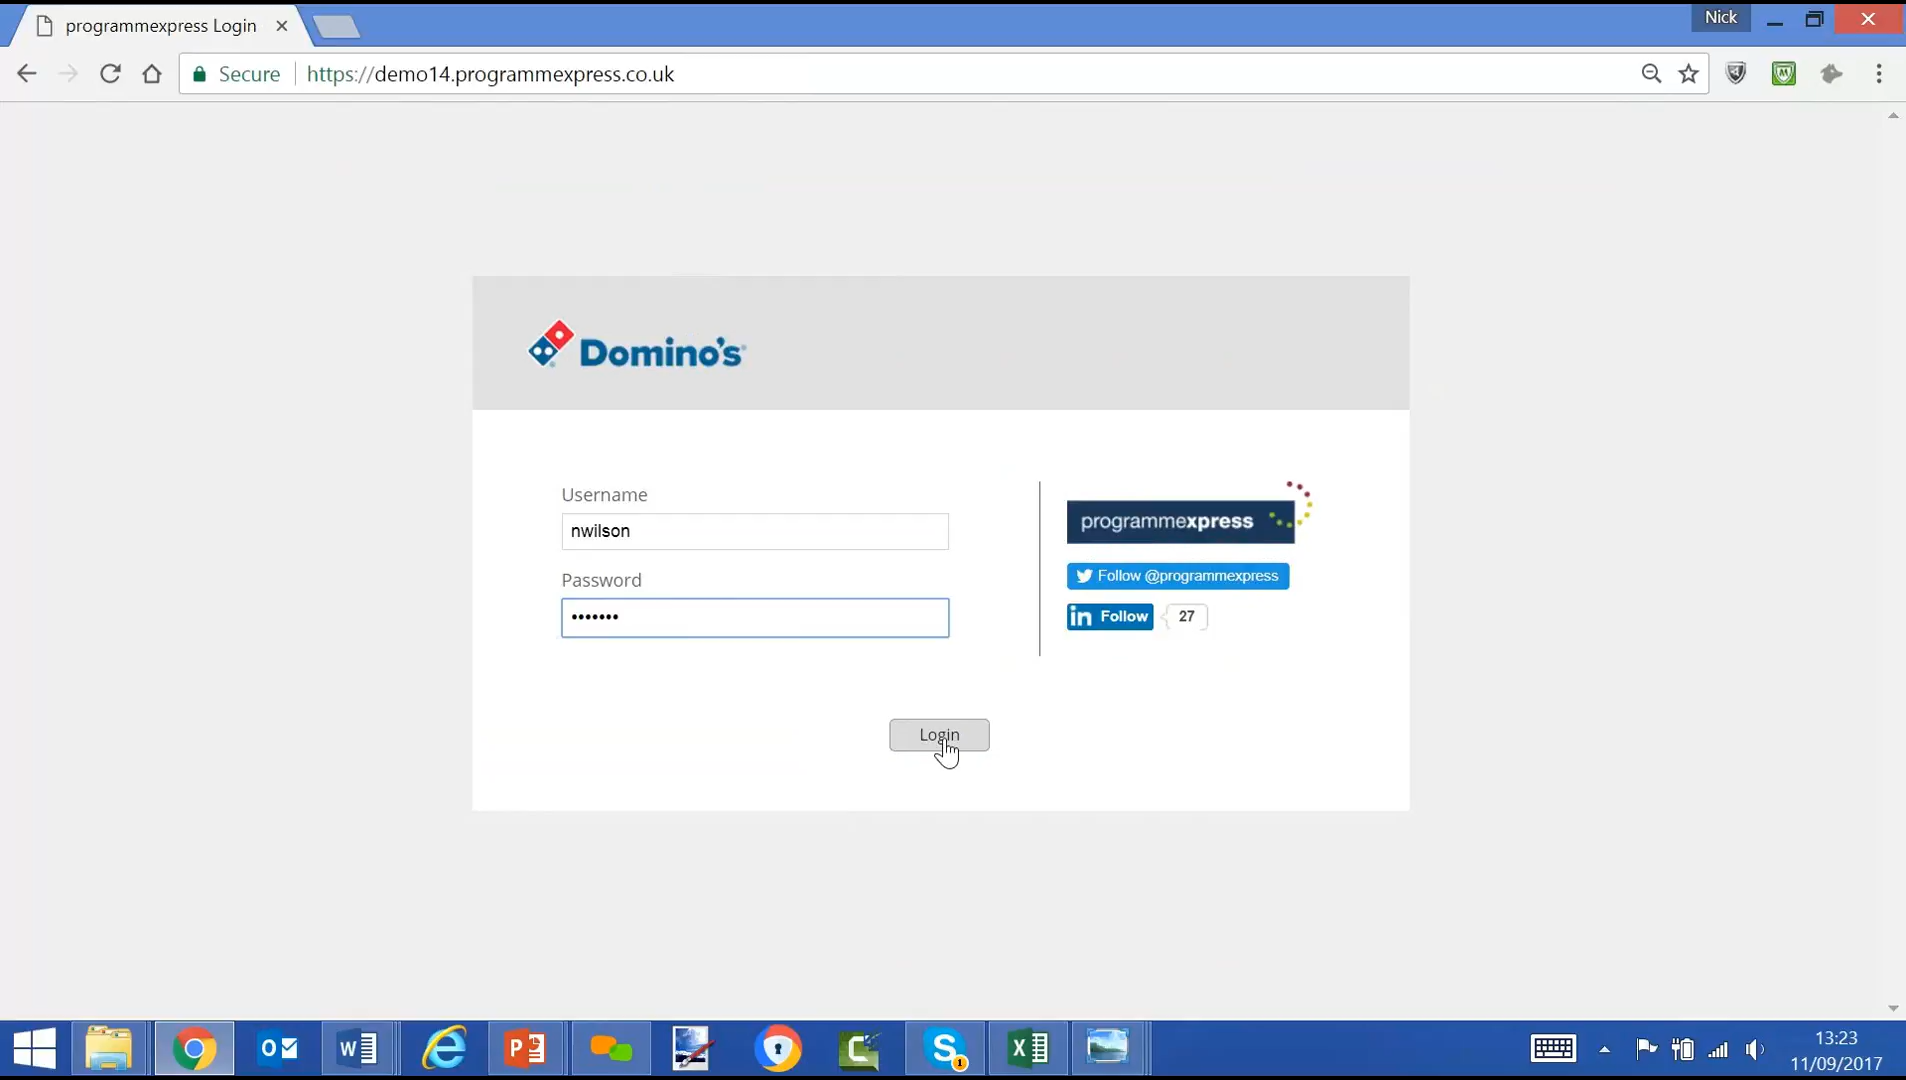 programmexpress Login
Nick
Secure
https://demo14.programmexpress.co.uk
Domino's
Username
nwilson
Password
programmexpress
Follow @programmexpress
in Follow 27
Login
13:23
11/09/2017